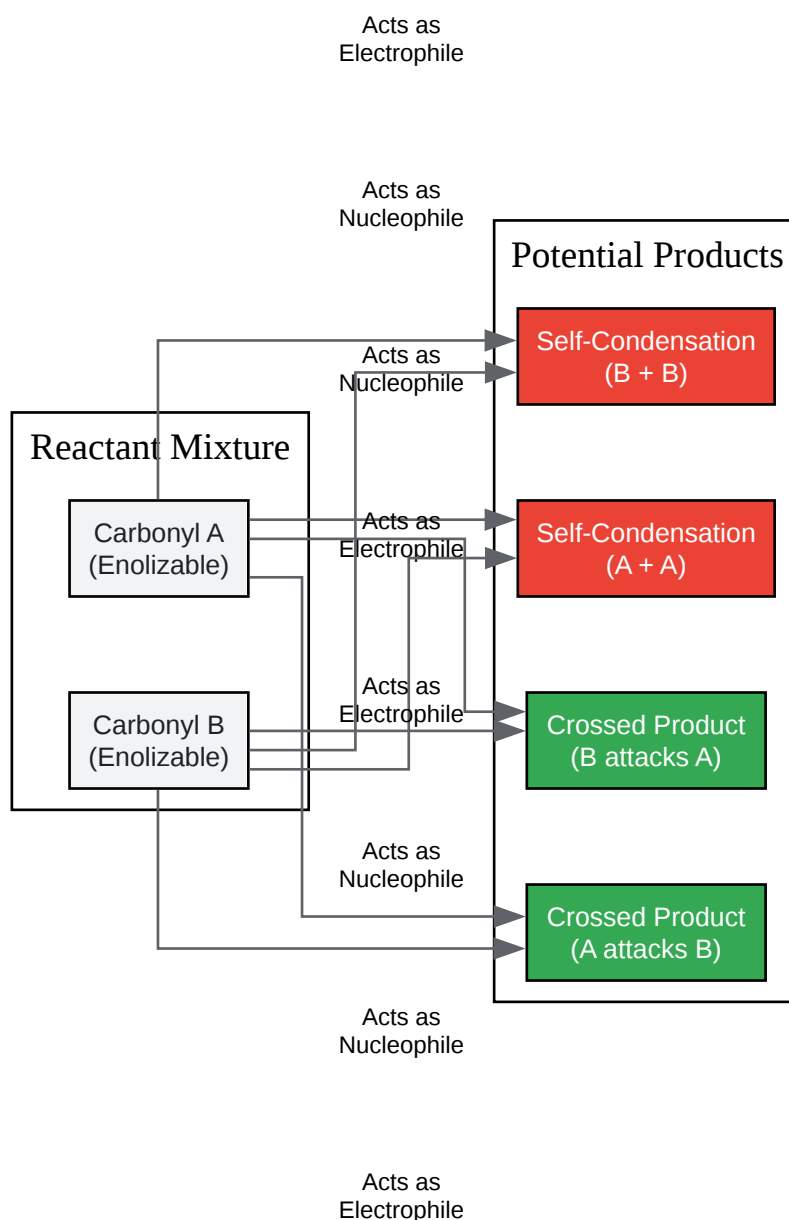 Acts as
Electrophile
Acts as
Nucleophile
Potential Products
Self-Condensation
(B + B)
Acts as
Nucleophile
Reactant Mixture
Carbonyl A
(Enolizable)
Acts as
Electrophile
Self-Condensation
(A + A)
Acts as
Electrophile
Carbonyl B
(Enolizable)
Crossed Product
(B attacks A)
Acts as
Nucleophile
Crossed Product
(A attacks B)
Acts as
Nucleophile
Acts as
Electrophile